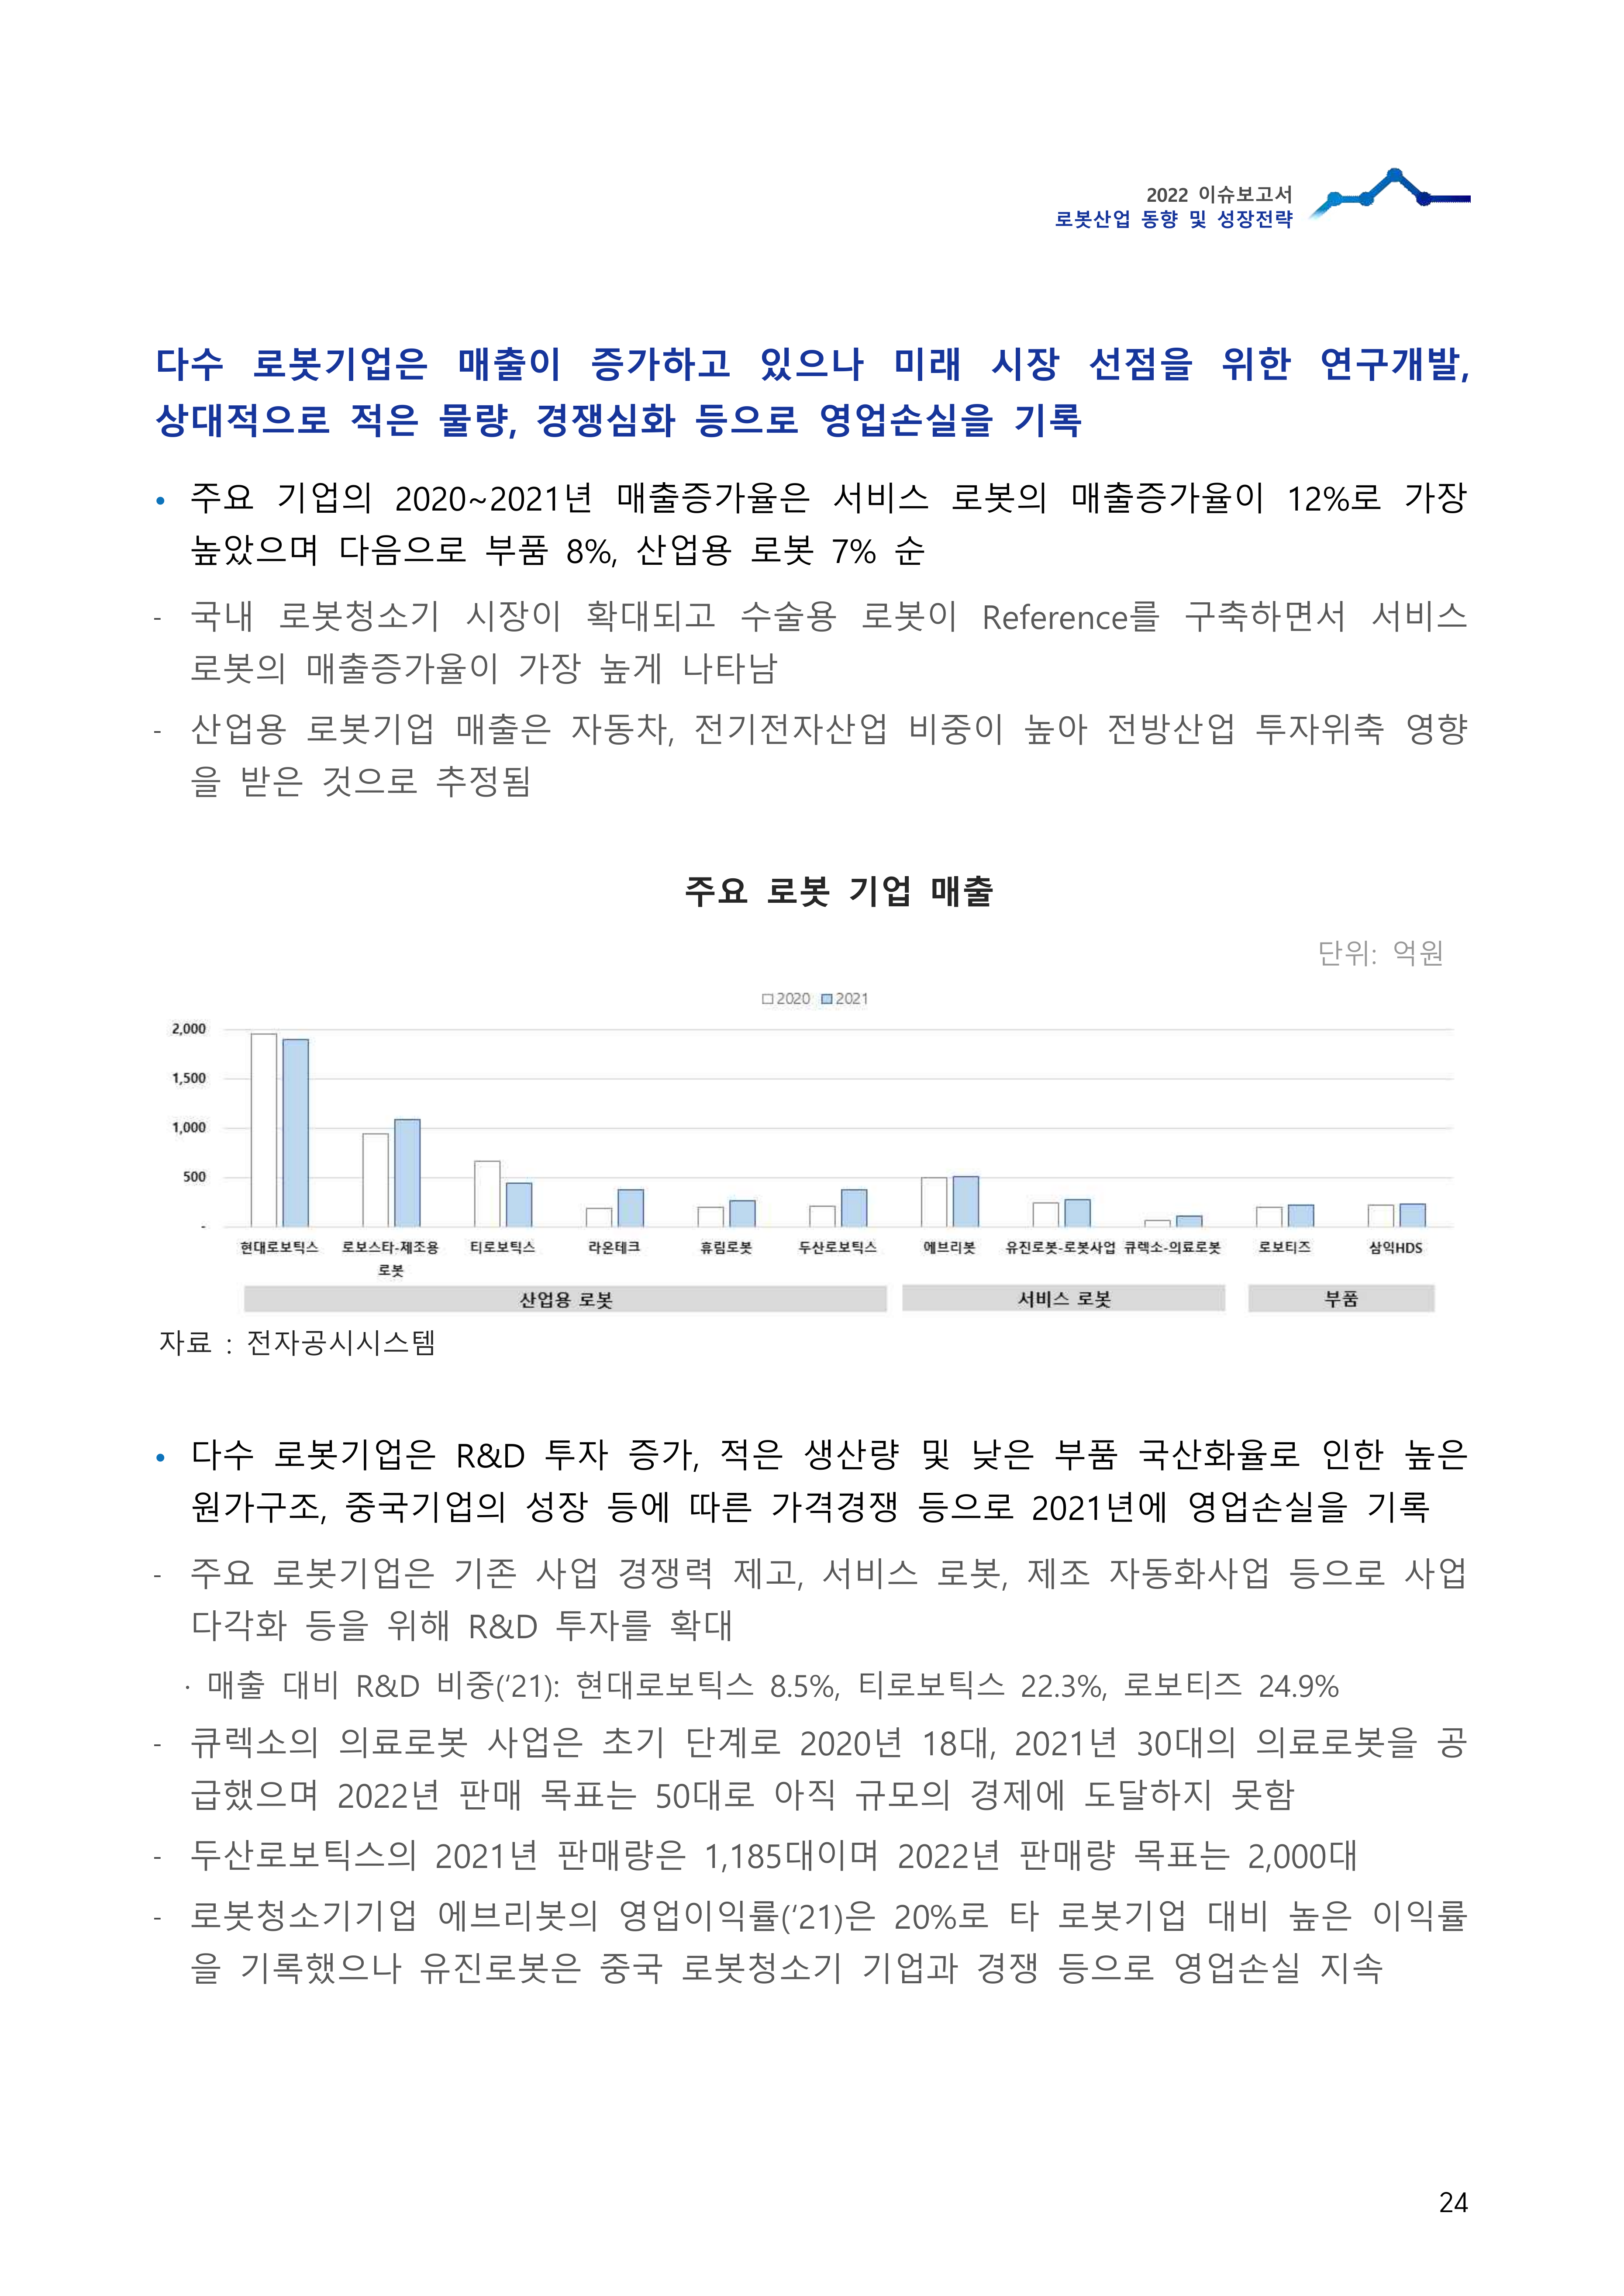 2022 이슈보고서
로봇산업 동향 및 성장전략
다수 로봇기업은 매출이 증가하고 있으나 미래 시장 선점을 위한 연구개발,
상대적으로 적은 물량, 경쟁심화 등으로 영업손실을 기록
• 주요 기업의 2020~2021년 매출증가율은 서비스 로봇의 매출증가율이 12%로 가장
높았으며 다음으로 부품 8%, 산업용 로봇 7% 순
- 국내 로봇청소기 시장이 확대되고 수술용 로봇이 Reference를 구축하면서 서비스
로봇의 매출증가율이 가장 높게 나타남
- 산업용 로봇기업 매출은 자동차, 전기전자산업 비중이 높아 전방산업 투자위축 영향
을 받은 것으로 추정됨
주요 로봇 기업 매출
단위: 억원
2020 2021
2,000
1,500
1,000
500
-
현대로보틱스 로보스타-제조용 티로보틱스 라온테크 휴림로봇 두산로보틱스 에브리봇 유진로봇-로봇사업 큐렉소-의료로봇 로보티즈 삼익HDS
로봇
산업용 로봇 서비스 로봇 부품
자료 : 전자공시시스템
• 다수 로봇기업은 R&D 투자 증가, 적은 생산량 및 낮은 부품 국산화율로 인한 높은
원가구조, 중국기업의 성장 등에 따른 가격경쟁 등으로 2021년에 영업손실을 기록
- 주요 로봇기업은 기존 사업 경쟁력 제고, 서비스 로봇, 제조 자동화사업 등으로 사업
다각화 등을 위해 R&D 투자를 확대
· 매출 대비 R&D 비중(‘21): 현대로보틱스 8.5%, 티로보틱스 22.3%, 로보티즈 24.9%
- 큐렉소의 의료로봇 사업은 초기 단계로 2020년 18대, 2021년 30대의 의료로봇을 공
급했으며 2022년 판매 목표는 50대로 아직 규모의 경제에 도달하지 못함
- 두산로보틱스의 2021년 판매량은 1,185대이며 2022년 판매량 목표는 2,000대
- 로봇청소기기업 에브리봇의 영업이익률(‘21)은 20%로 타 로봇기업 대비 높은 이익률
을 기록했으나 유진로봇은 중국 로봇청소기 기업과 경쟁 등으로 영업손실 지속
24